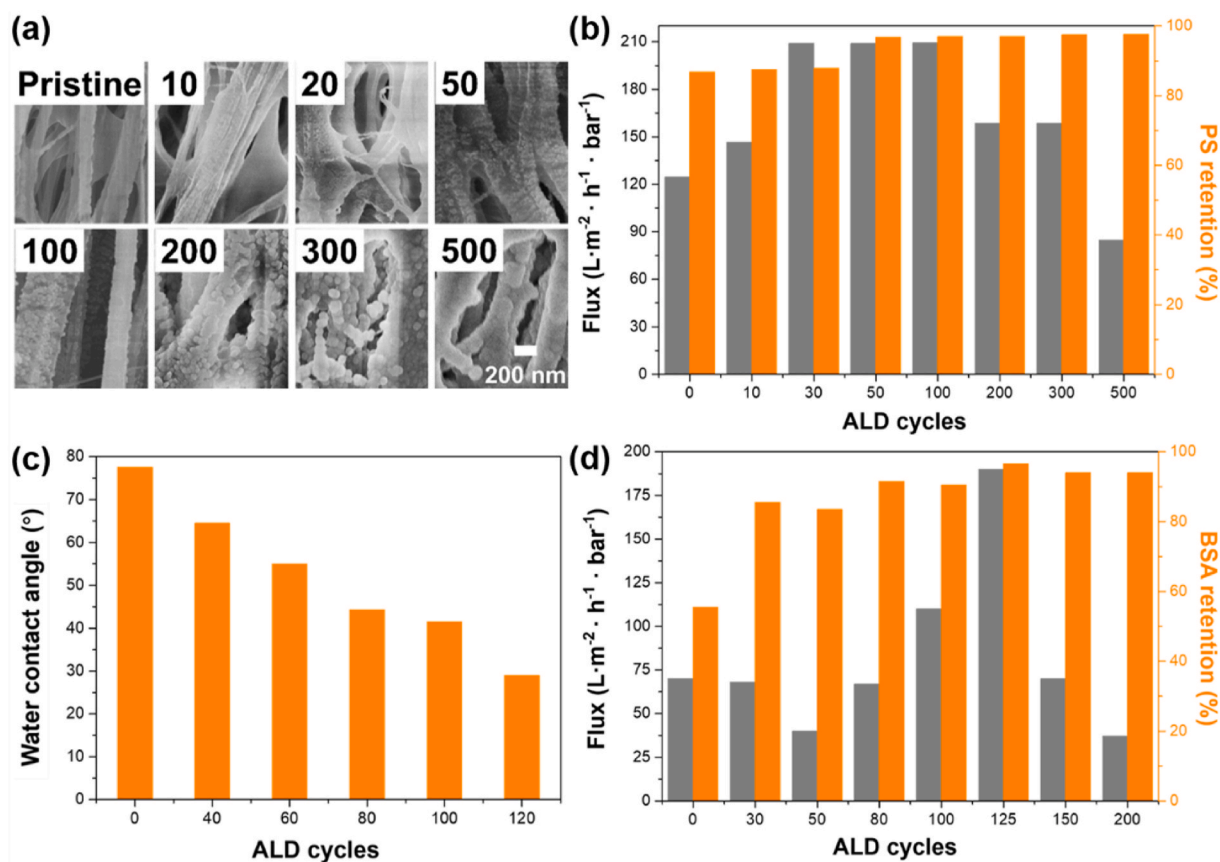 (a)
Pristine 10 20 50
100 200 300 500
200 nm
(b)
Flux (L·m⁻²·h⁻¹·bar⁻¹)
210
180
150
120
90
60
30
0
0 10 30 50 100 200 300 500
ALD cycles
100
80
60
40
20
0
PS retention (%)
(c)
Water contact angle (°)
80
70
60
50
40
30
20
10
0
0 40 60 80 100 120
ALD cycles
(d)
Flux (L·m⁻²·h⁻¹·bar⁻¹)
200
175
150
125
100
75
50
25
0
0 30 50 80 100 125 150 200
ALD cycles
100
80
60
40
20
0
BSA retention (%)